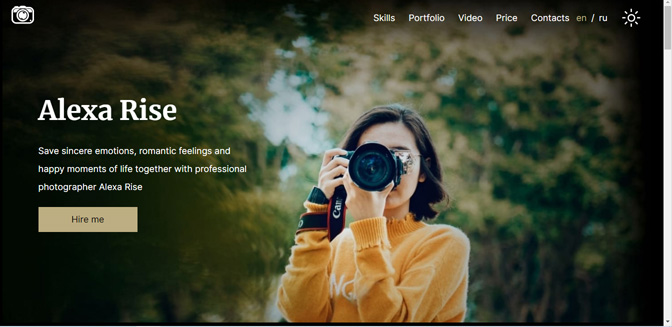 Skills Portfolio Video Price Contacts en / ru
Alexa Rise
Save sincere emotions, romantic feelings and
happy moments of life together with professional
photographer Alexa Rise
Hire me